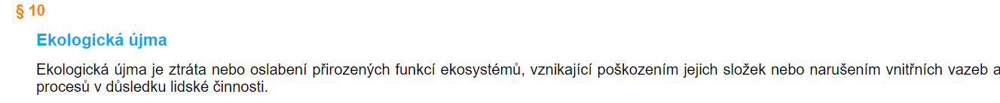 § 10
Ekologická újma
Ekologická újma je ztráta nebo oslabení přirozených funkcí ekosystémů, vznikající poškozením jejich složek nebo narušením vnitřních vazeb a
procesů v důsledku lidské činnosti.